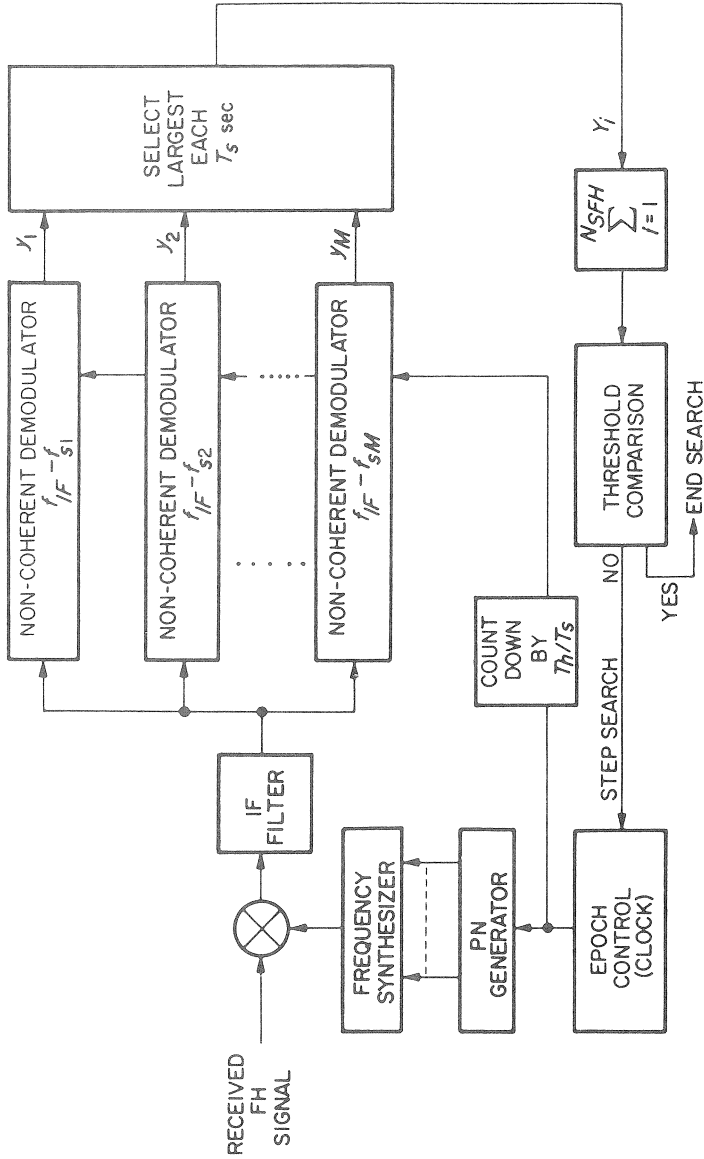 RECEIVED
FH
SIGNAL
IF
FILTER
FREQUENCY
SYNTHESIZER
PN
GENERATOR
EPOCH
CONTROL
(CLOCK)
NON-COHERENT DEMODULATOR
f_IF - f_s1
NON-COHERENT DEMODULATOR
f_IF - f_s2
NON-COHERENT DEMODULATOR
f_IF - f_sM
COUNT
DOWN
BY
T_h/T_s
y_1
y_2
y_M
SELECT
LARGEST
EACH
T_s sec
Y_i
N_SFH
Σ
i=1
THRESHOLD
COMPARISON
STEP SEARCH
NO
YES
END SEARCH